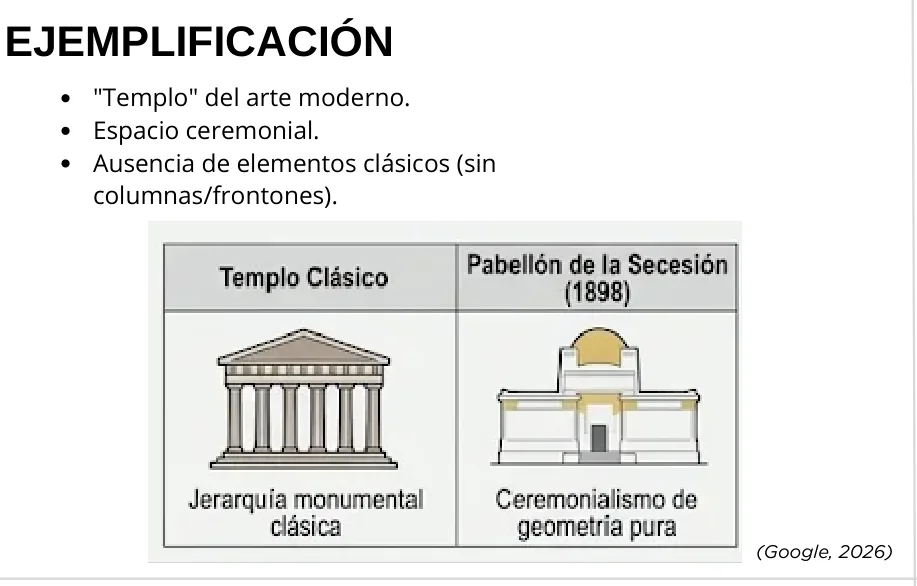 EJEMPLIFICACIÓN
"Templo" del arte moderno.
Espacio ceremonial.
Ausencia de elementos clásicos (sin
columnas/frontones).
Templo Clásico
Pabellón de la Secesión
(1898)
Jerarquía monumental
clásica
Ceremonialismo de
geometria pura
(Google, 2026)